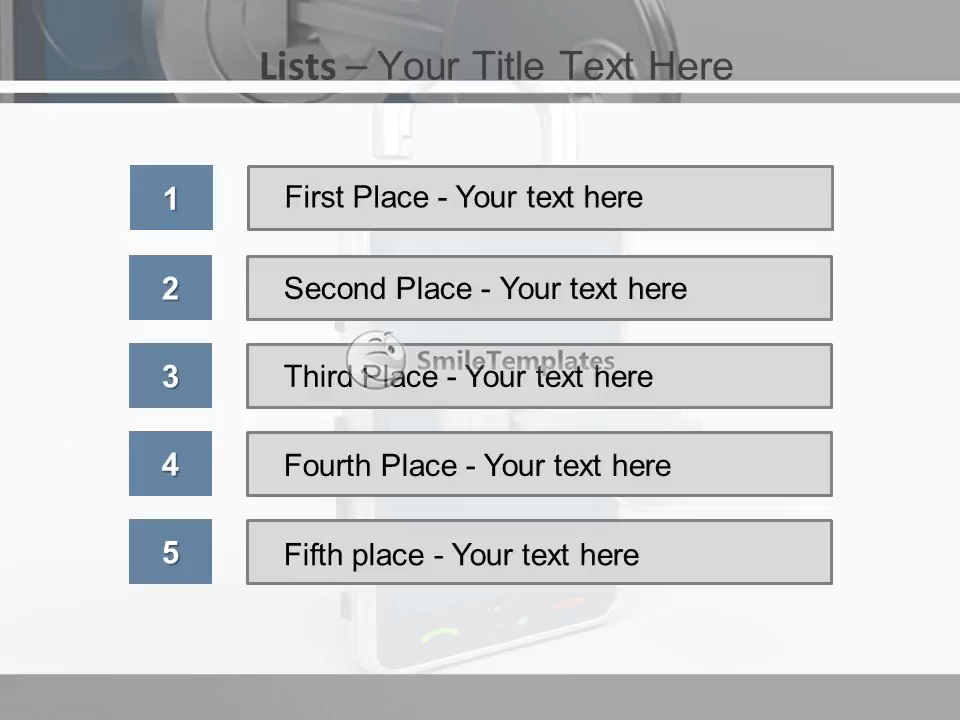 Lists – Your Title Text Here
1 First Place - Your text here
2 Second Place - Your text here
SmileTemplates
3 Third Place - Your text here
4 Fourth Place - Your text here
5 Fifth place - Your text here